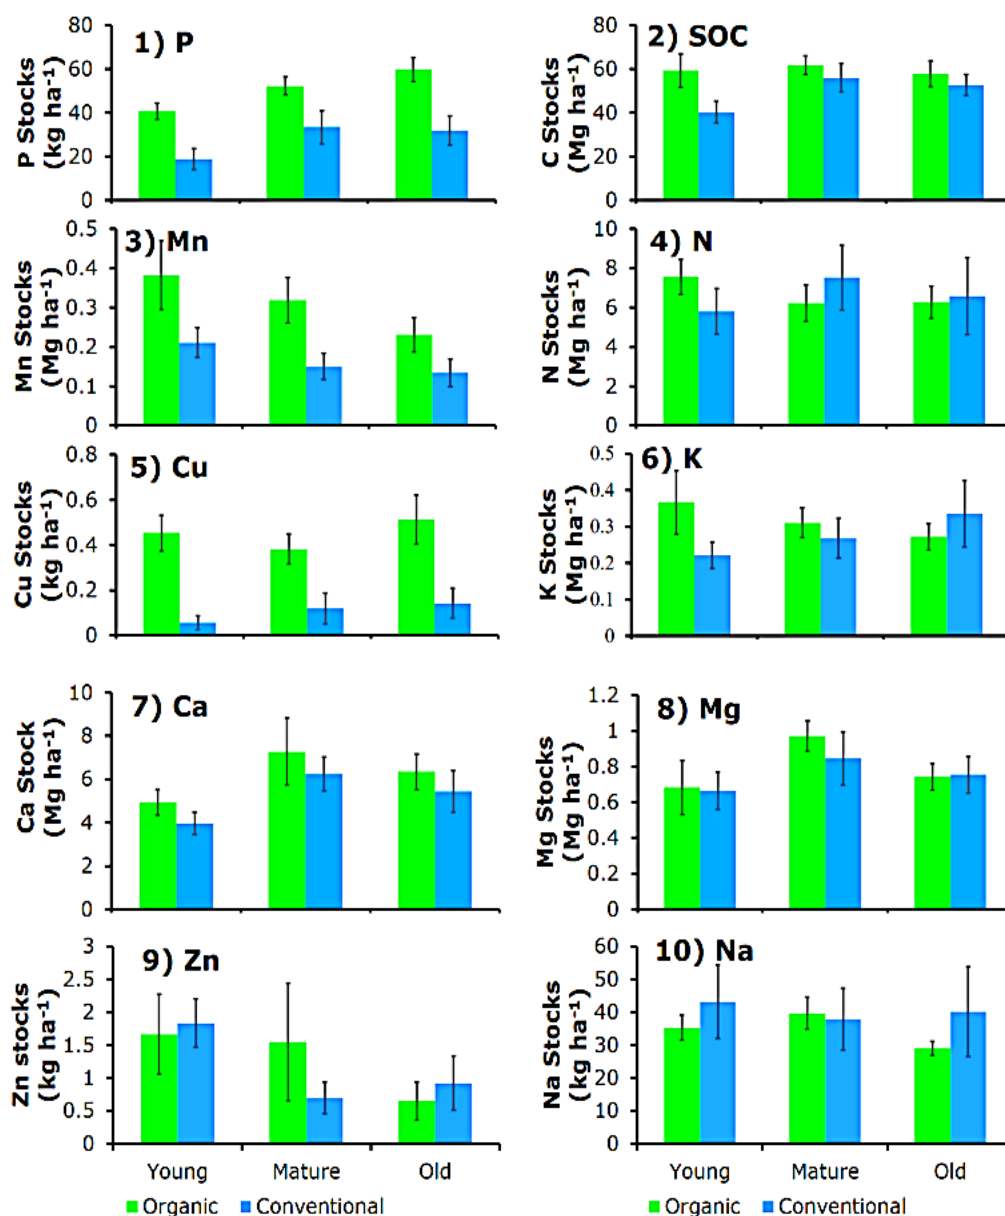 1) P
P Stocks
(kg ha⁻¹)
80
60
40
20
0
2) SOC
C Stocks
(Mg ha⁻¹)
80
60
40
20
0
3) Mn
Mn Stocks
(Mg ha⁻¹)
0.5
0.4
0.3
0.2
0.1
0
4) N
N Stocks
(Mg ha⁻¹)
10
8
6
4
2
0
5) Cu
Cu Stocks
(kg ha⁻¹)
0.8
0.6
0.4
0.2
0
6) K
K Stocks
(Mg ha⁻¹)
0.5
0.4
0.3
0.2
0.1
0
7) Ca
Ca Stock
(Mg ha⁻¹)
10
8
6
4
2
0
8) Mg
Mg Stocks
(Mg ha⁻¹)
1.2
1
0.8
0.6
0.4
0.2
0
9) Zn
Zn stocks
(kg ha⁻¹)
3
2.5
2
1.5
1
0.5
0
Young Mature Old
Organic Conventional
10) Na
Na Stocks
(kg ha⁻¹)
60
50
40
30
20
10
0
Young Mature Old
Organic Conventional